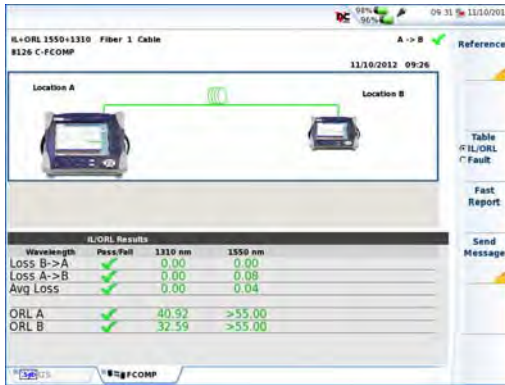 98%
96%
09:31 11/10/201
IL+ORL 1550+1310 Fiber 1 Cable
A -> B
8126 C-FCOMP
11/10/2012 09:26
Reference
Location A
Location B
Table
IL/ORL
Fault
Fast
Report
Send
Message
IL/ORL Results
Wavelength Pass/Fail 1310 nm 1550 nm
Loss B->A 0.00 0.00
Loss A->B 0.00 0.08
Avg Loss 0.00 0.04
ORL A 40.92 >55.00
ORL B 32.59 >55.00
FCOMP